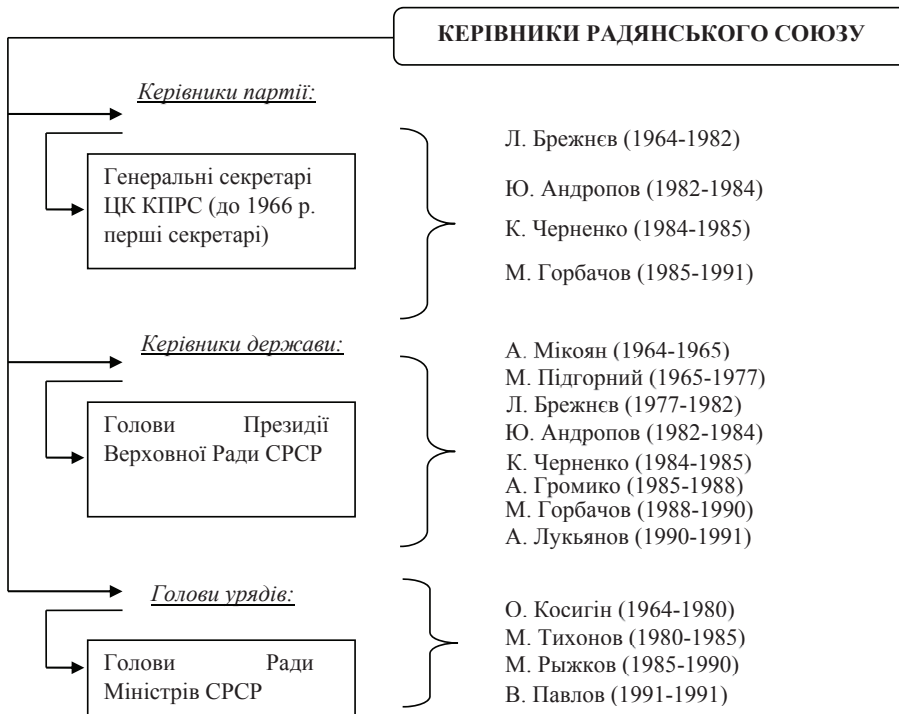 КЕРІВНИКИ РАДЯНСЬКОГО СОЮЗУ
Керівники партії:
Генеральні секретарі
ЦК КПРС (до 1966 р.
перші секретарі)
Л. Брежнєв (1964-1982)
Ю. Андропов (1982-1984)
К. Черненко (1984-1985)
М. Горбачов (1985-1991)
Керівники держави:
Голови Президії
Верховної Ради СРСР
А. Мікоян (1964-1965)
М. Підгорний (1965-1977)
Л. Брежнєв (1977-1982)
Ю. Андропов (1982-1984)
К. Черненко (1984-1985)
А. Громико (1985-1988)
М. Горбачов (1988-1990)
А. Лукьянов (1990-1991)
Голови урядів:
Голови Ради
Міністрів СРСР
О. Косигін (1964-1980)
М. Тихонов (1980-1985)
М. Рыжков (1985-1990)
В. Павлов (1991-1991)